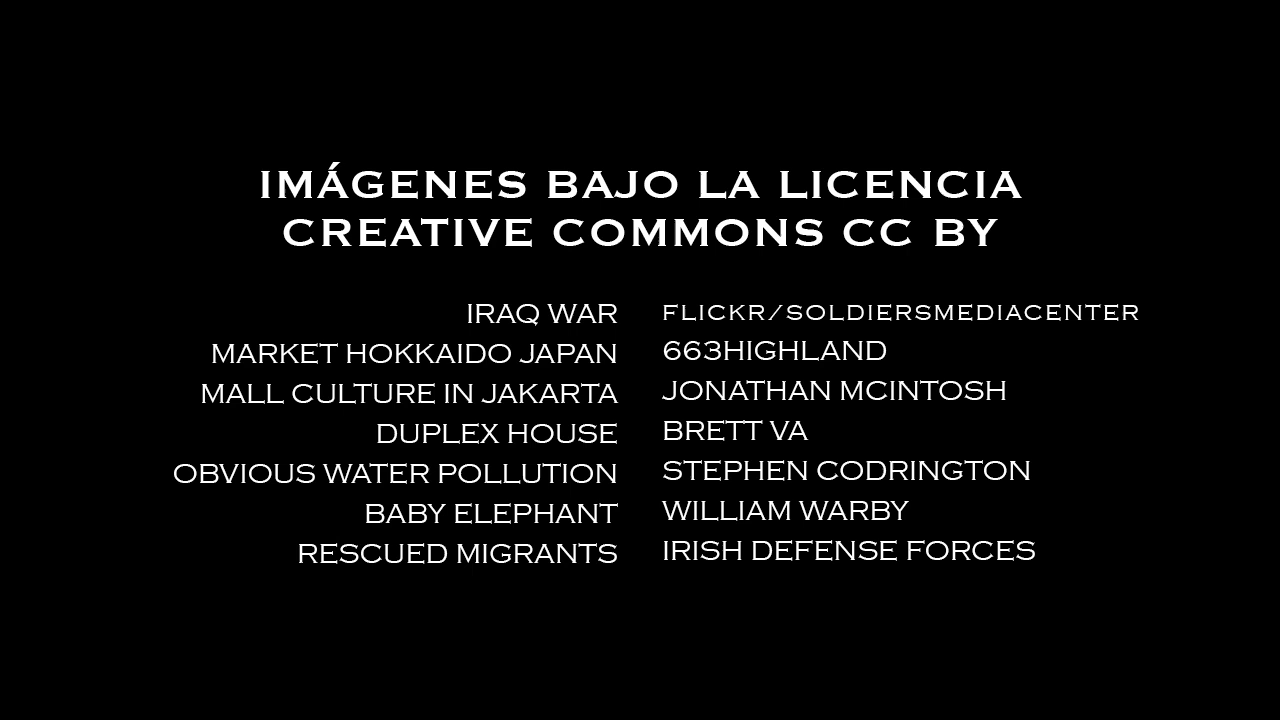 IMÁGENES BAJO LA LICENCIA
CREATIVE COMMONS CC BY
IRAQ WAR FLICKR/SOLDIERSMEDIACENTER
MARKET HOKKAIDO JAPAN 663HIGHLAND
MALL CULTURE IN JAKARTA JONATHAN MCINTOSH
DUPLEX HOUSE BRETT VA
OBVIOUS WATER POLLUTION STEPHEN CODRINGTON
BABY ELEPHANT WILLIAM WARBY
RESCUED MIGRANTS IRISH DEFENSE FORCES